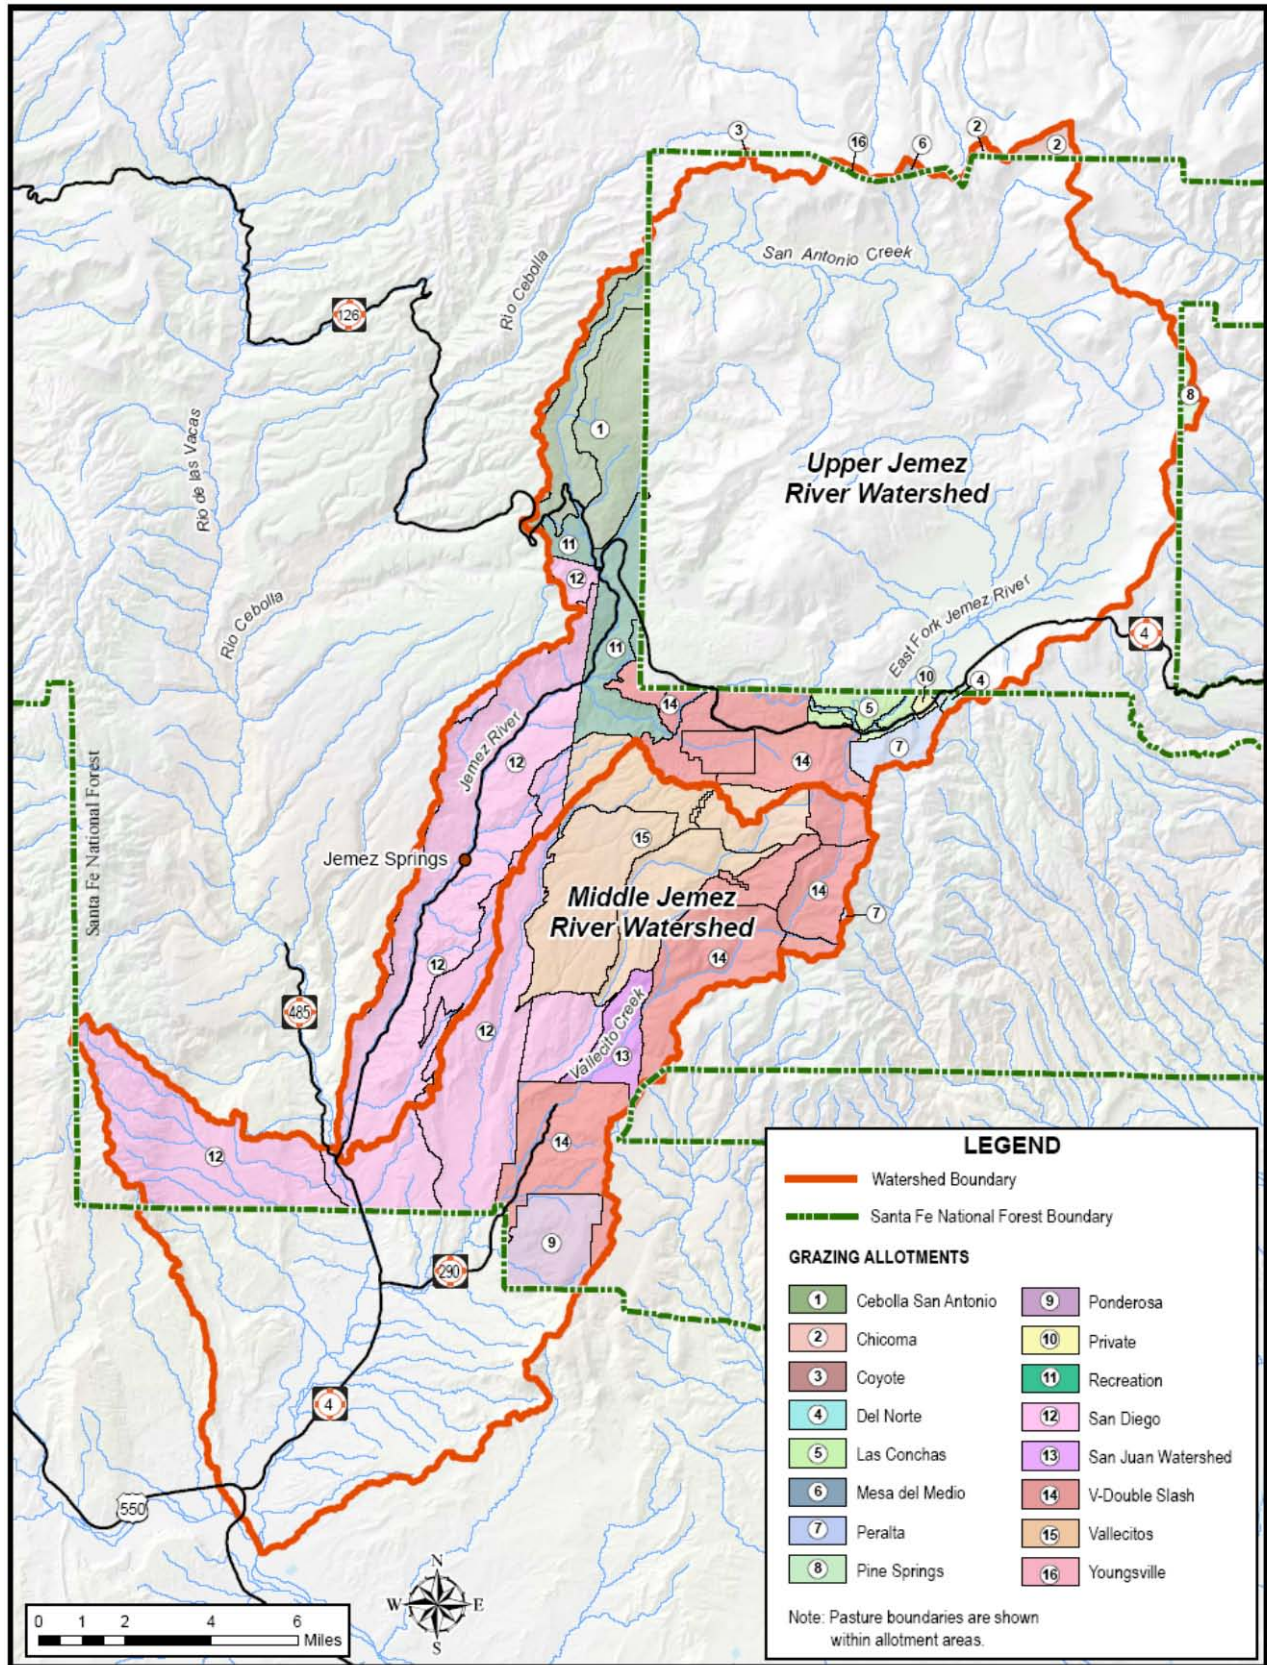 3
16
6
2
2
San Antonio Creek
Rio Cebolla
126
8
1
Rio de las Vacas
Upper Jemez
River Watershed
11
12
Rio Cebolla
East Fork Jemez River
4
11
10
4
14
5
7
Jemez River
12
14
Santa Fe National Forest
15
Jemez Springs
Middle Jemez
River Watershed
14
7
12
14
485
12
Vallecito Creek
13
14
12
9
290
4
550
N
W
E
S
0 1 2 4 6
Miles
LEGEND
Watershed Boundary
Santa Fe National Forest Boundary
GRAZING ALLOTMENTS
1 Cebolla San Antonio
2 Chicoma
3 Coyote
4 Del Norte
5 Las Conchas
6 Mesa del Medio
7 Peralta
8 Pine Springs
9 Ponderosa
10 Private
11 Recreation
12 San Diego
13 San Juan Watershed
14 V-Double Slash
15 Vallecitos
16 Youngsville
Note: Pasture boundaries are shown
within allotment areas.